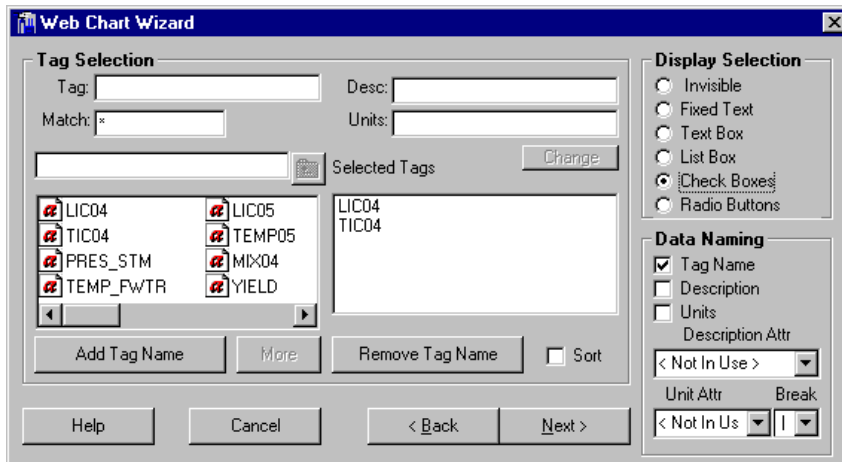 Web Chart Wizard
Tag Selection
Tag:
Desc:
Match: *
Units:
Selected Tags
Change
LIC04
LIC05
TIC04
TEMP05
PRES_STM
MIX04
TEMP_FWTR
YIELD
LIC04
TIC04
Add Tag Name
More
Remove Tag Name
Sort
Help
Cancel
< Back
Next >
Display Selection
Invisible
Fixed Text
Text Box
List Box
Check Boxes
Radio Buttons
Data Naming
Tag Name
Description
Units
Description Attr
< Not In Use >
Unit Attr
Break
< Not In Us
|